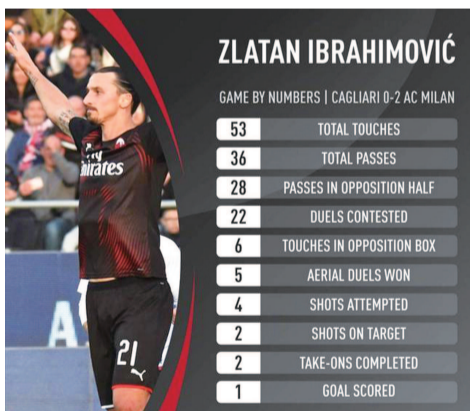 ZLATAN IBRAHIMOVIĆ
GAME BY NUMBERS | CAGLIARI 0-2 AC MILAN
53 TOTAL TOUCHES
36 TOTAL PASSES
28 PASSES IN OPPOSITION HALF
22 DUELS CONTESTED
6 TOUCHES IN OPPOSITION BOX
5 AERIAL DUELS WON
4 SHOTS ATTEMPTED
2 SHOTS ON TARGET
2 TAKE-ONS COMPLETED
1 GOAL SCORED
Fly
Emirates
A
21